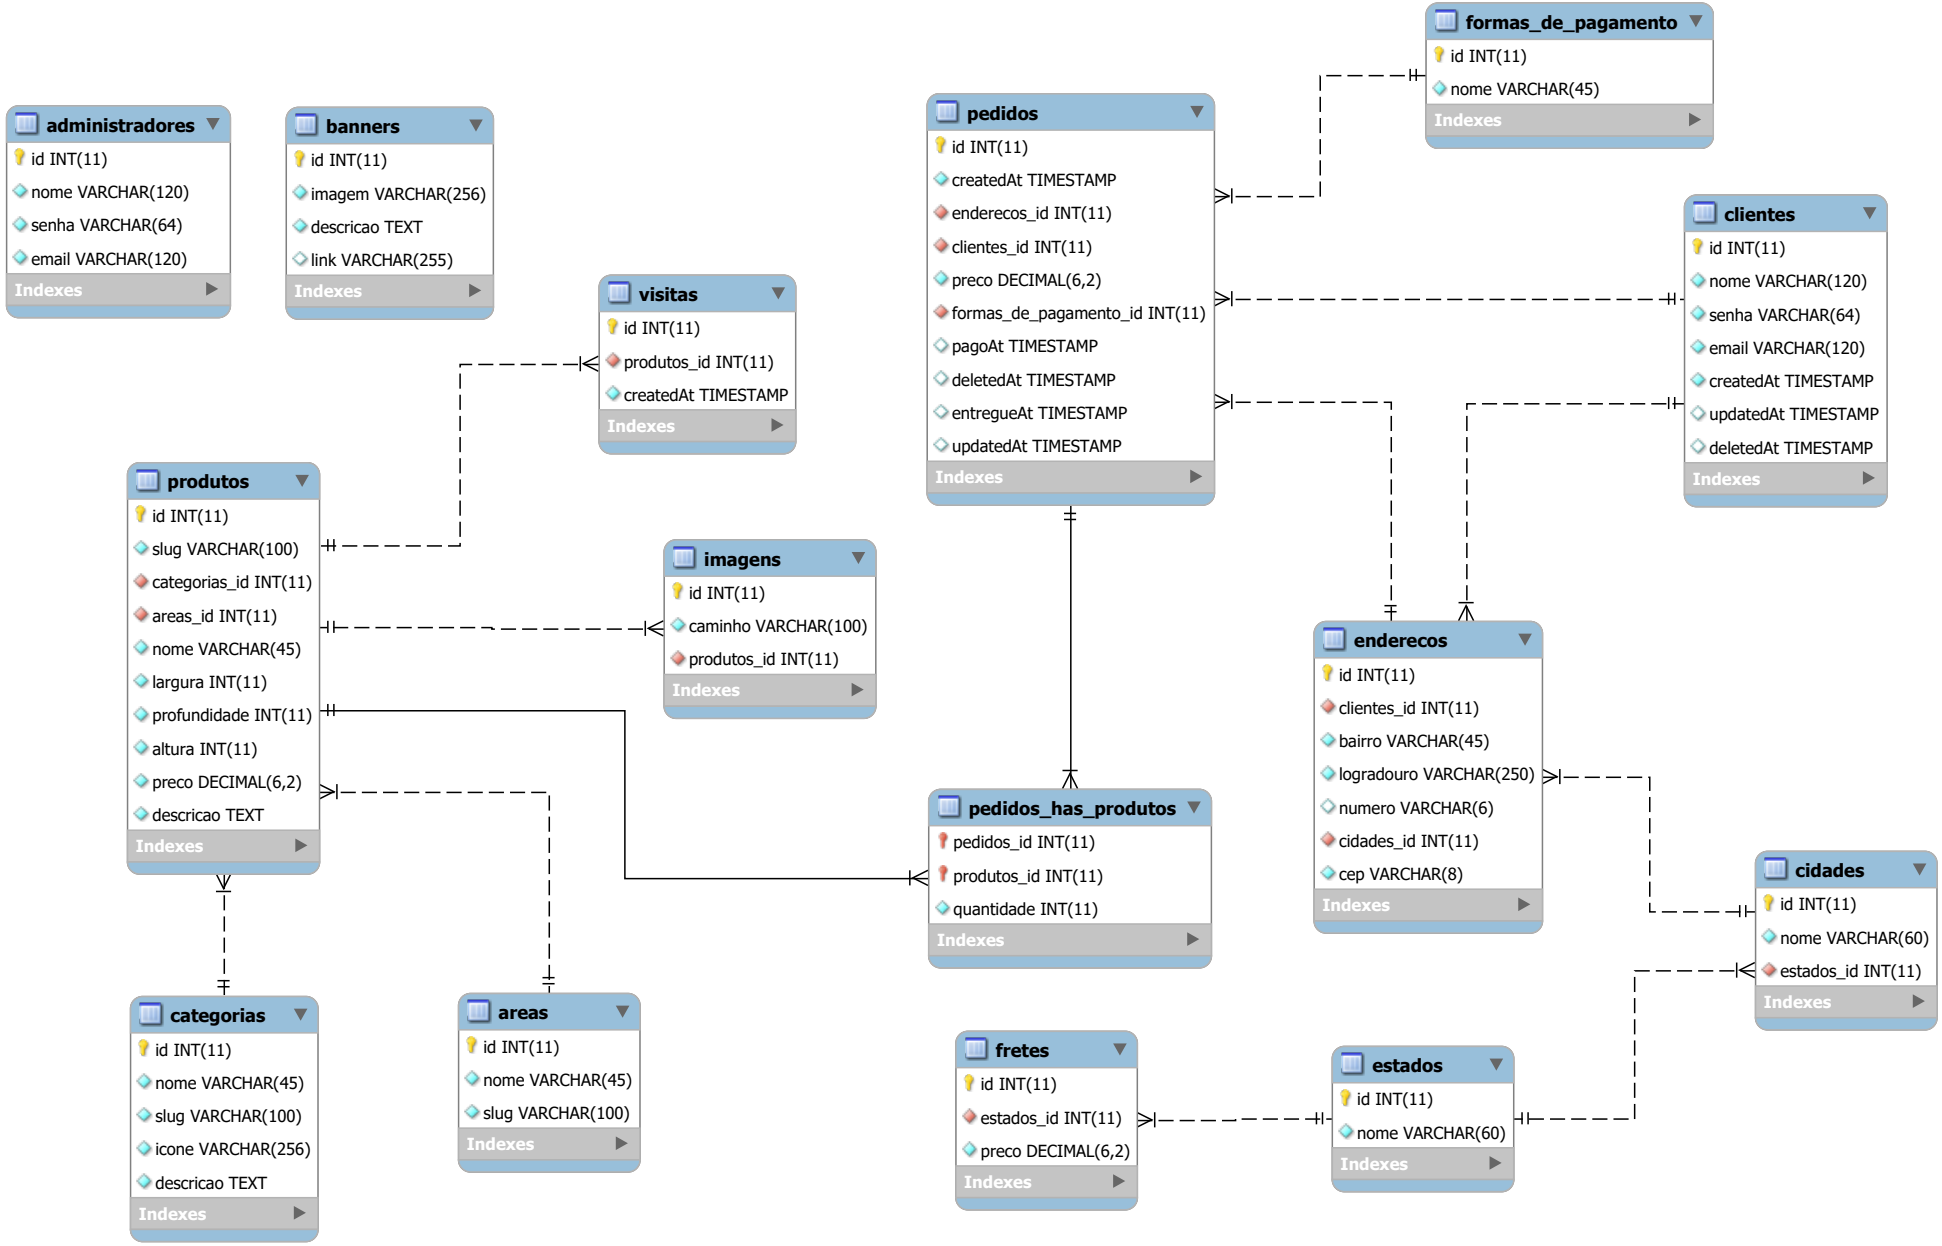 formas_de_pagamento
id INT(11)
nome VARCHAR(45)
Indexes
administradores
id INT(11)
nome VARCHAR(120)
senha VARCHAR(64)
email VARCHAR(120)
Indexes
banners
id INT(11)
imagem VARCHAR(256)
descricao TEXT
link VARCHAR(255)
Indexes
pedidos
id INT(11)
createdAt TIMESTAMP
enderecos_id INT(11)
clientes_id INT(11)
preco DECIMAL(6,2)
formas_de_pagamento_id INT(11)
pagoAt TIMESTAMP
deletedAt TIMESTAMP
entregueAt TIMESTAMP
updatedAt TIMESTAMP
Indexes
clientes
id INT(11)
nome VARCHAR(120)
senha VARCHAR(64)
email VARCHAR(120)
createdAt TIMESTAMP
updatedAt TIMESTAMP
deletedAt TIMESTAMP
Indexes
visitas
id INT(11)
produtos_id INT(11)
createdAt TIMESTAMP
Indexes
produtos
id INT(11)
slug VARCHAR(100)
categorias_id INT(11)
areas_id INT(11)
nome VARCHAR(45)
largura INT(11)
profundidade INT(11)
altura INT(11)
preco DECIMAL(6,2)
descricao TEXT
Indexes
imagens
id INT(11)
caminho VARCHAR(100)
produtos_id INT(11)
Indexes
enderecos
id INT(11)
clientes_id INT(11)
bairro VARCHAR(45)
logradouro VARCHAR(250)
numero VARCHAR(6)
cidades_id INT(11)
cep VARCHAR(8)
Indexes
pedidos_has_produtos
pedidos_id INT(11)
produtos_id INT(11)
quantidade INT(11)
Indexes
cidades
id INT(11)
nome VARCHAR(60)
estados_id INT(11)
Indexes
categorias
id INT(11)
nome VARCHAR(45)
slug VARCHAR(100)
icone VARCHAR(256)
descricao TEXT
Indexes
areas
id INT(11)
nome VARCHAR(45)
slug VARCHAR(100)
Indexes
fretes
id INT(11)
estados_id INT(11)
preco DECIMAL(6,2)
Indexes
estados
id INT(11)
nome VARCHAR(60)
Indexes